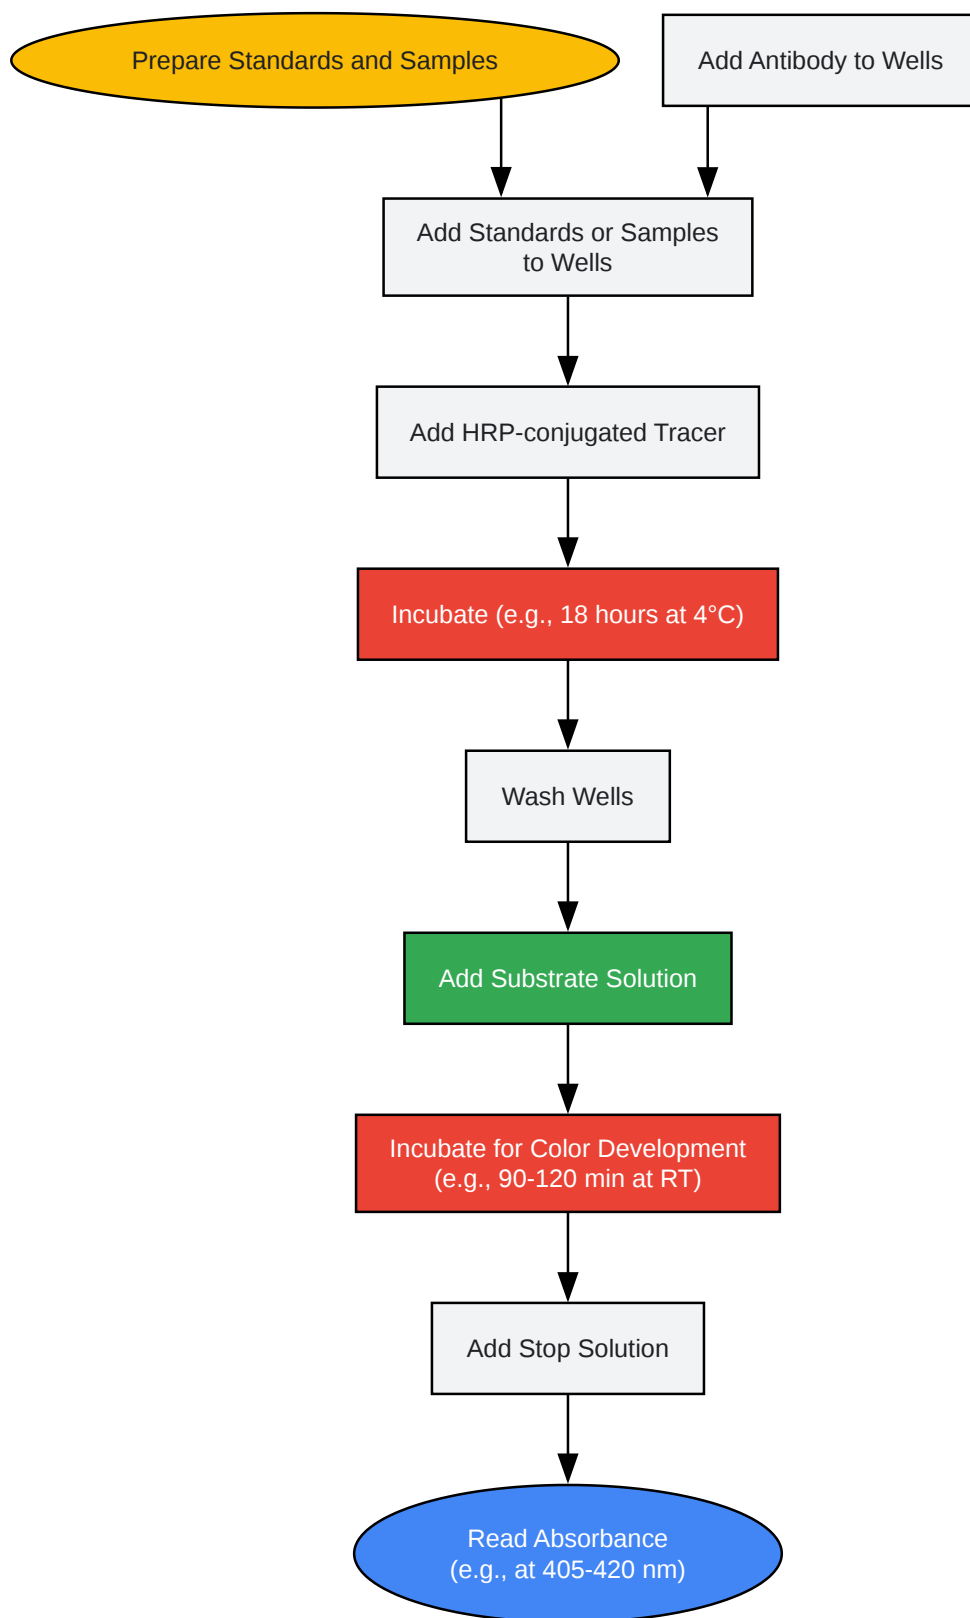 Prepare Standards and Samples
Add Antibody to Wells
Add Standards or Samples
to Wells
Add HRP-conjugated Tracer
Incubate (e.g., 18 hours at 4°C)
Wash Wells
Add Substrate Solution
Incubate for Color Development
(e.g., 90-120 min at RT)
Add Stop Solution
Read Absorbance
(e.g., at 405-420 nm)